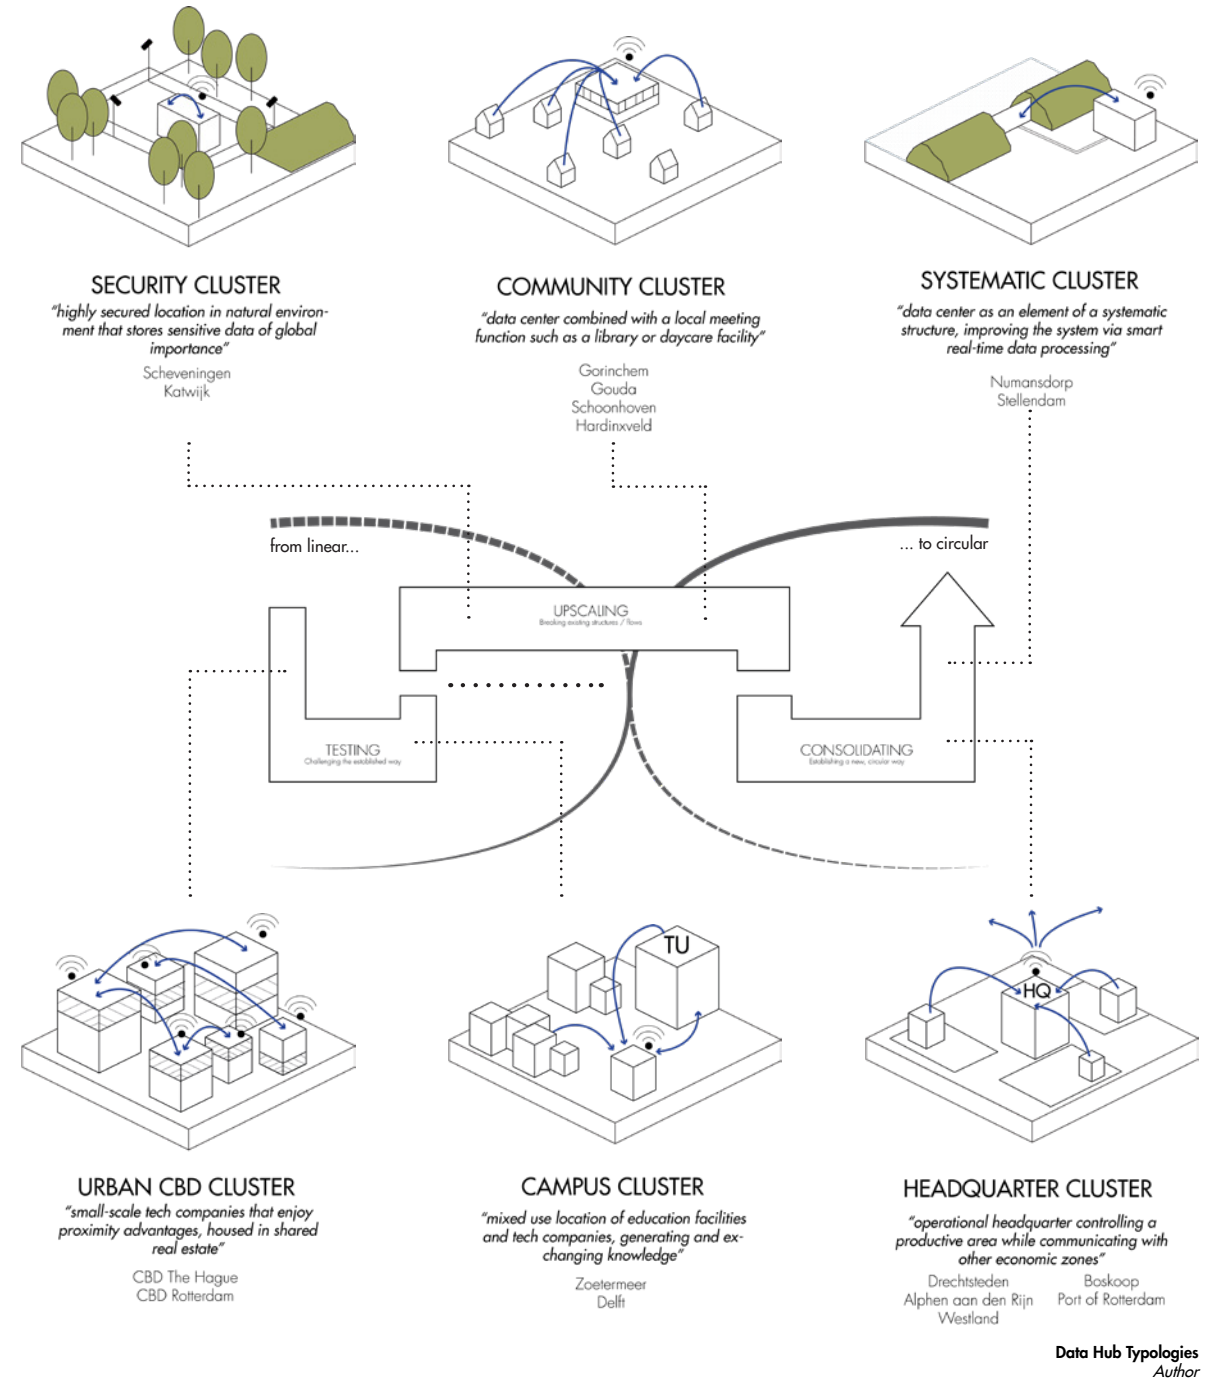 SECURITY CLUSTER
“highly secured location in natural environ-
ment that stores sensitive data of global
importance”
Scheveningen
Katwijk
COMMUNITY CLUSTER
“data center combined with a local meeting
function such as a library or daycare facility”
Gorinchem
Gouda
Schoonhoven
Hardinxveld
SYSTEMATIC CLUSTER
“data center as an element of a systematic
structure, improving the system via smart
real-time data processing”
Numansdorp
Stellendam
from linear...
... to circular
UPSCALING
Breaking existing structures / flows
TESTING
Challenging the established way
CONSOLIDATING
Establishing a new, circular way
TU
HQ
URBAN CBD CLUSTER
“small-scale tech companies that enjoy
proximity advantages, housed in shared
real estate”
CBD The Hague
CBD Rotterdam
CAMPUS CLUSTER
“mixed use location of education facilities
and tech companies, generating and ex-
changing knowledge”
Zoetermeer
Delft
HEADQUARTER CLUSTER
“operational headquarter controlling a
productive area while communicating with
other economic zones”
Drechtsteden
Alphen aan den Rijn
Westland
Boskoop
Port of Rotterdam
Data Hub Typologies
Author